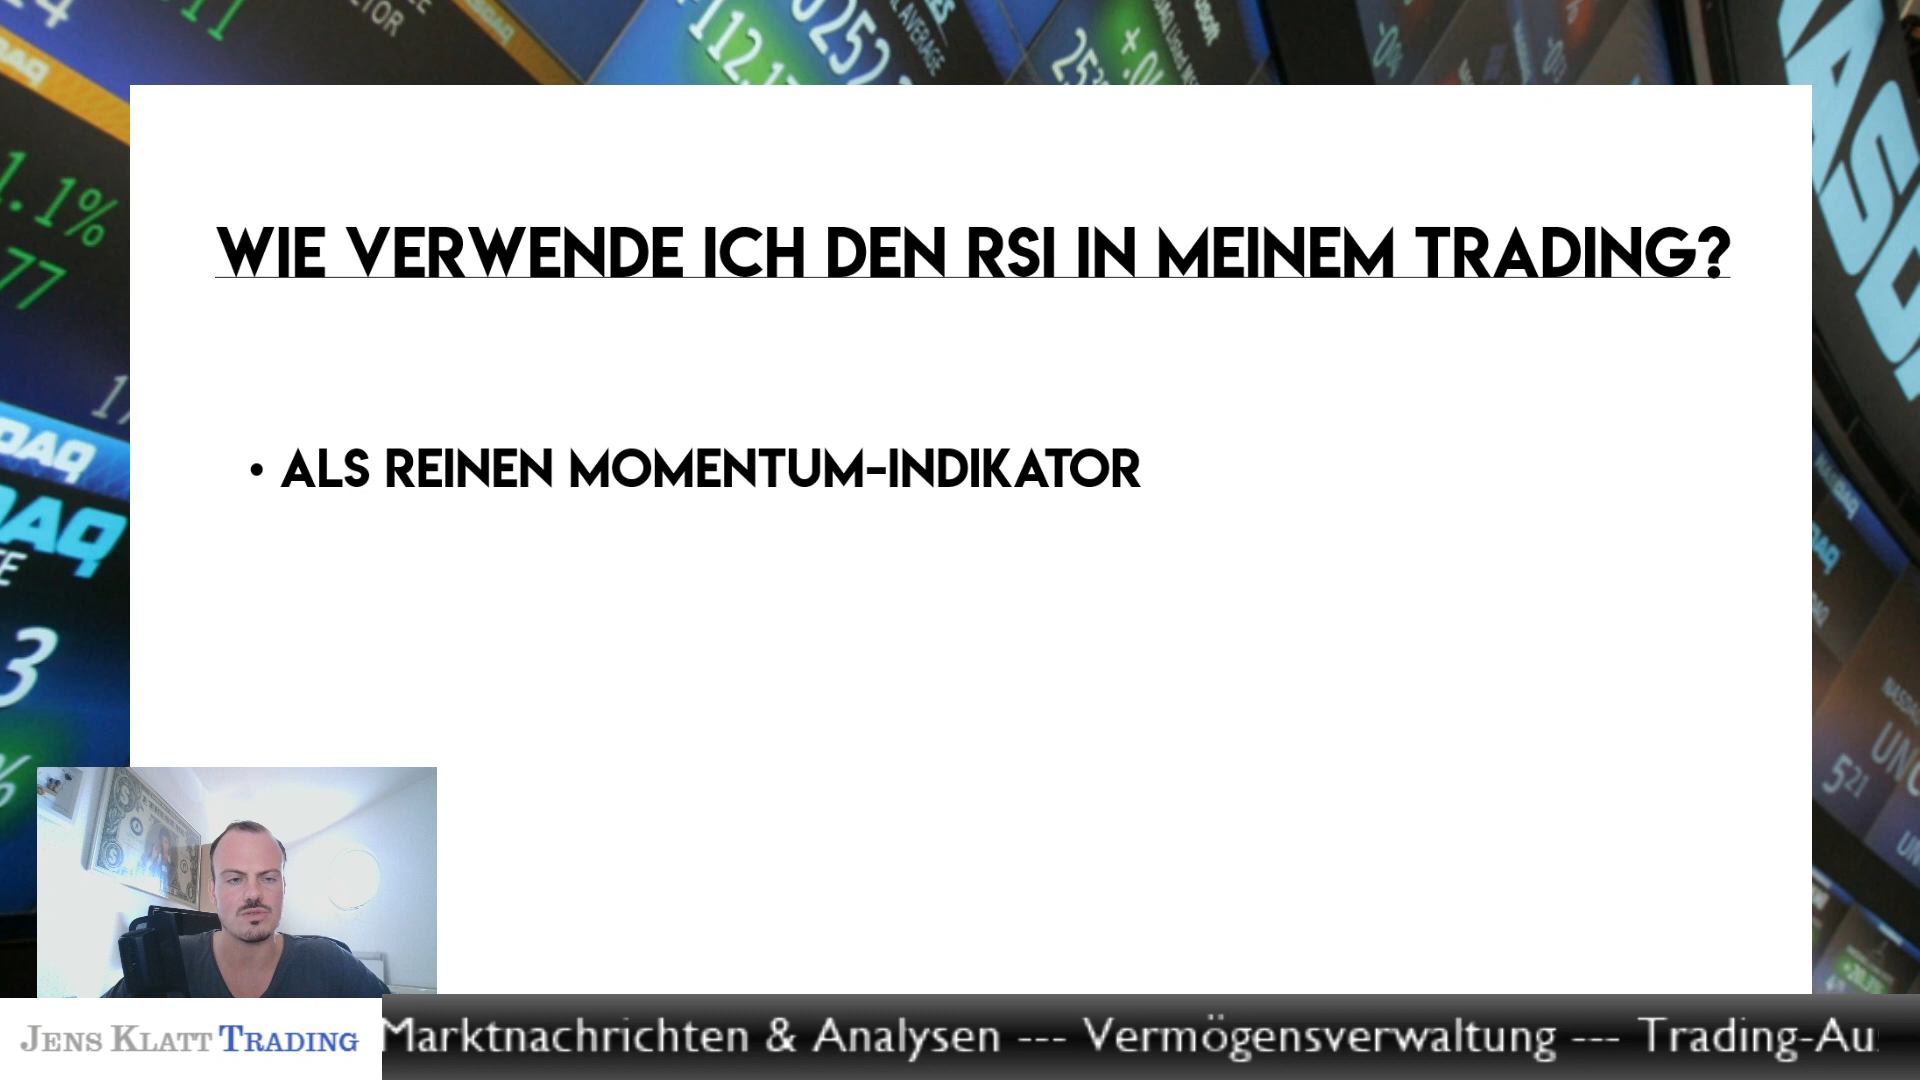 WIE VERWENDE ICH DEN RSI IN MEINEM TRADING?
• ALS REINEN MOMENTUM-INDIKATOR
JENS KLATT TRADING
Marktnachrichten & Analysen --- Vermögensverwaltung --- Trading-Au